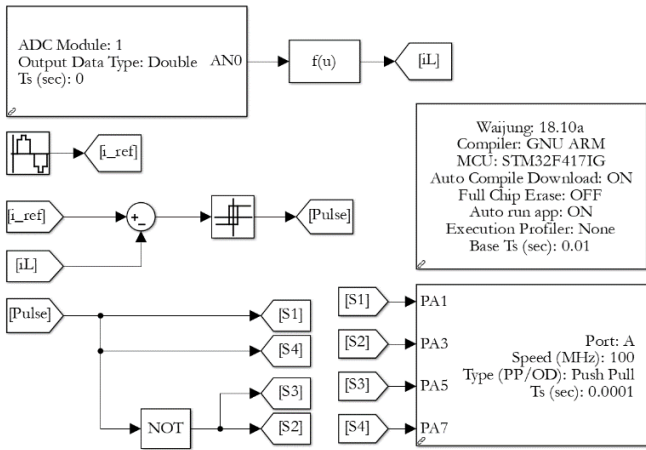 ADC Module: 1
Output Data Type: Double
Ts (sec): 0
AN0
f(u)
[iL]
[i_ref]
Waijung: 18.10a
Compiler: GNU ARM
MCU: STM32F417IG
Auto Compile Download: ON
Full Chip Erase: OFF
Auto run app: ON
Execution Profiler: None
Base Ts (sec): 0.01
[i_ref]
+
−
[Pulse]
[iL]
[Pulse]
[S1]
[S4]
[S3]
NOT
[S2]
[S1]
PA1
[S2]
PA3
[S3]
PA5
[S4]
PA7
Port: A
Speed (MHz): 100
Type (PP/OD): Push Pull
Ts (sec): 0.0001